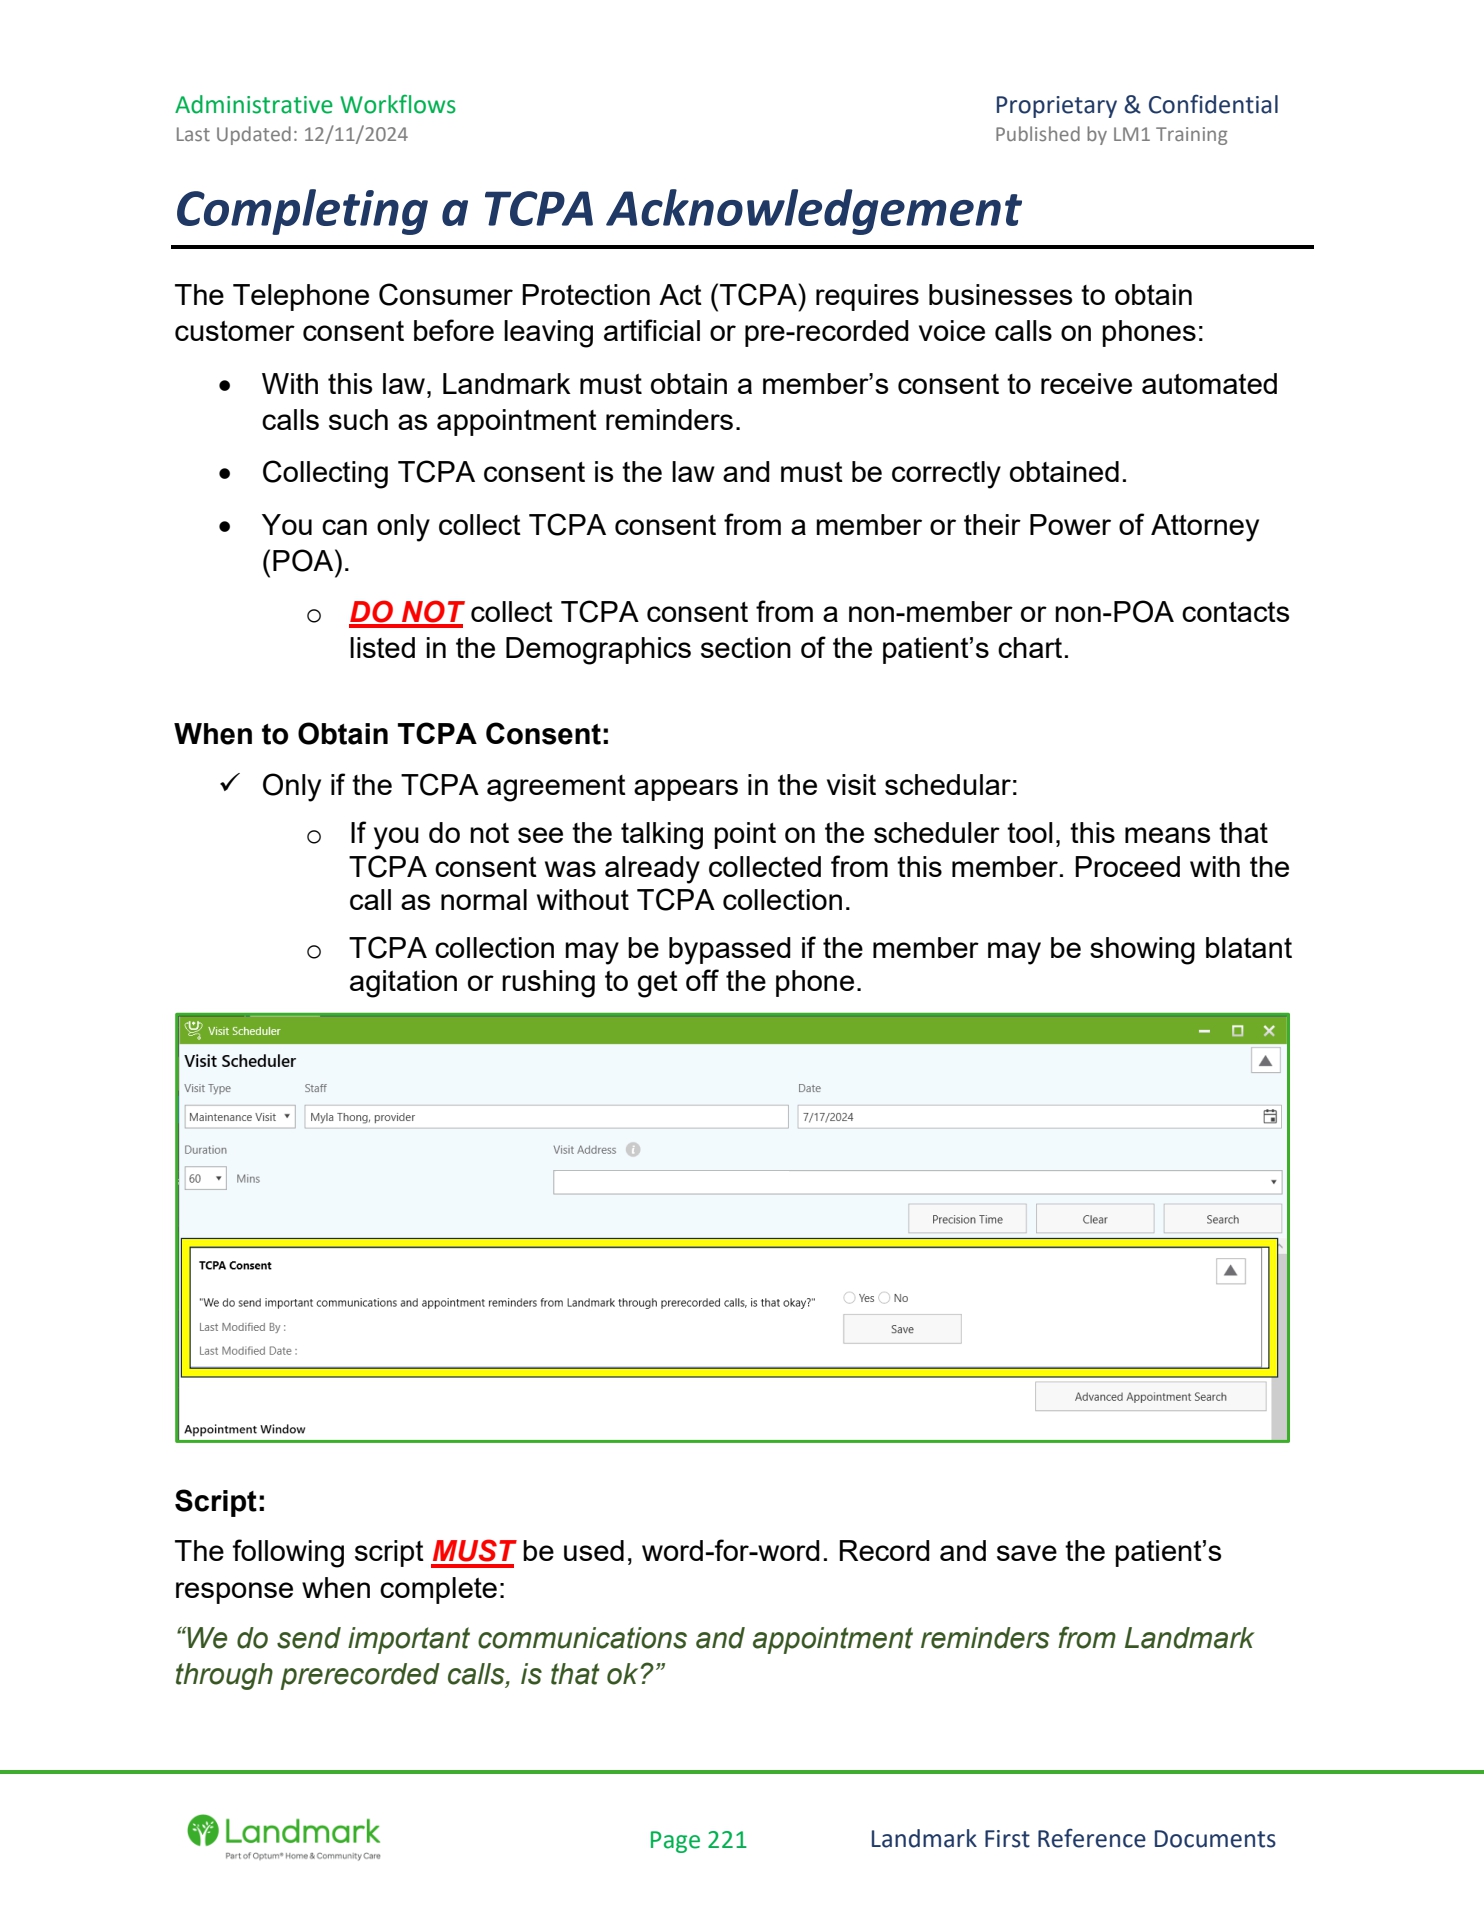 Administrative Workflows
Proprietary & Confidential
Last Updated: 12/11/2024
Published by LM1 Training
Completing a TCPA Acknowledgement
The Telephone Consumer Protection Act (TCPA) requires businesses to obtain
customer consent before leaving artificial or pre-recorded voice calls on phones:
• With this law, Landmark must obtain a member’s consent to receive automated
calls such as appointment reminders.
• Collecting TCPA consent is the law and must be correctly obtained.
• You can only collect TCPA consent from a member or their Power of Attorney
(POA).
o DO NOT collect TCPA consent from a non-member or non-POA contacts
listed in the Demographics section of the patient’s chart.
When to Obtain TCPA Consent:
✓ Only if the TCPA agreement appears in the visit schedular:
o If you do not see the talking point on the scheduler tool, this means that
TCPA consent was already collected from this member. Proceed with the
call as normal without TCPA collection.
o TCPA collection may be bypassed if the member may be showing blatant
agitation or rushing to get off the phone.
Visit Scheduler
Visit Scheduler
Visit Type Staff Date
Maintenance Visit Myla Thong, provider 7/17/2024
Duration Visit Address
60 Mins
Precision Time Clear Search
TCPA Consent
"We do send important communications and appointment reminders from Landmark through prerecorded calls, is that okay?" Yes No
Last Modified By :
Save
Last Modified Date :
Advanced Appointment Search
Appointment Window
Script:
The following script MUST be used, word-for-word. Record and save the patient’s
response when complete:
“We do send important communications and appointment reminders from Landmark
through prerecorded calls, is that ok?”
Landmark
Part of Optum® Home & Community Care
Page 221
Landmark First Reference Documents